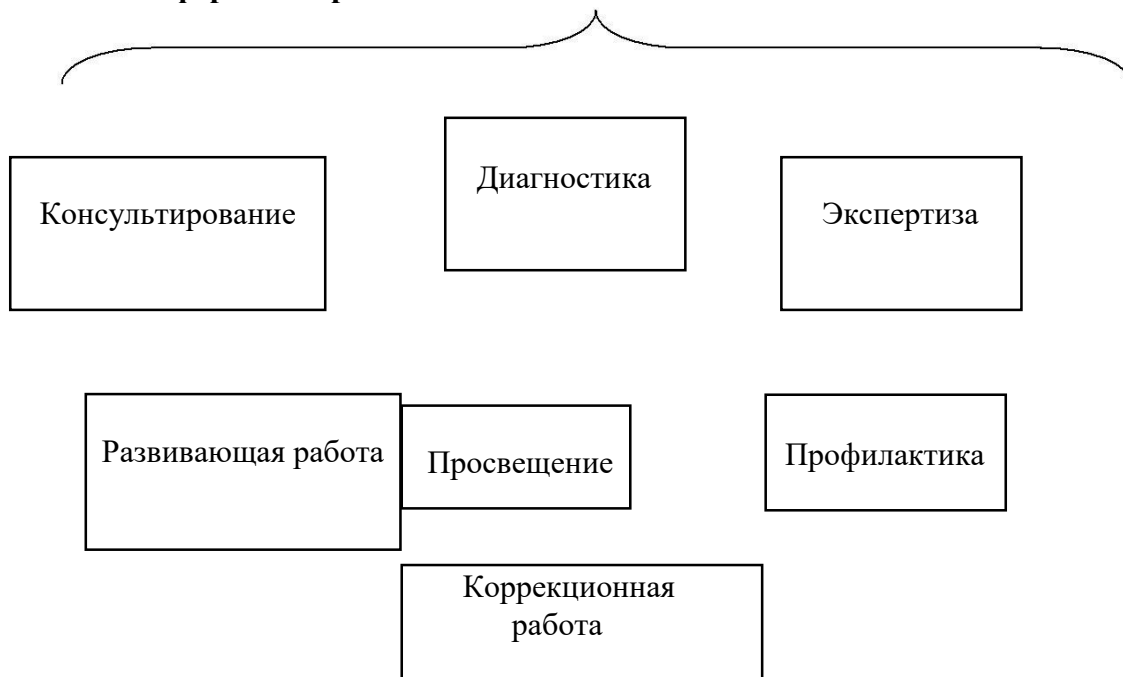 Диагностика
Консультирование
Экспертиза
Развивающая работа
Просвещение
Профилактика
Коррекционная
работа